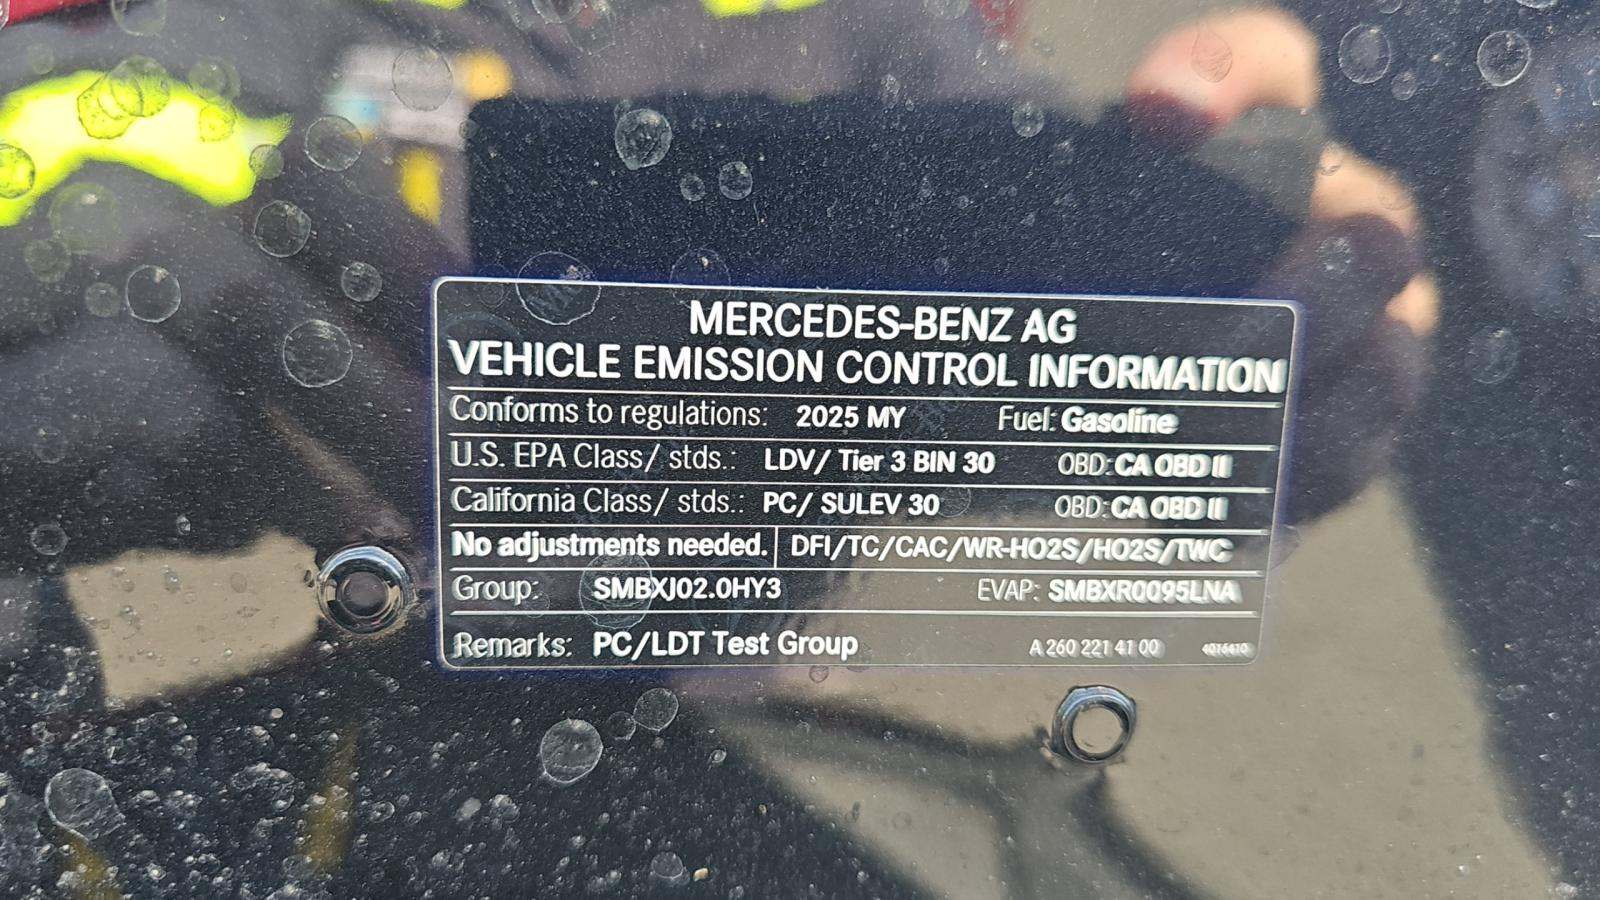 MERCEDES-BENZ AG
VEHICLE EMISSION CONTROL INFORMATION
Conforms to regulations: 2025 MY Fuel: Gasoline
U.S. EPA Class/ stds.: LDV/ Tier 3 BIN 30 OBD: CA OBD II
California Class/ stds.: PC/ SULEV 30 OBD: CA OBD II
No adjustments needed. DFI/TC/CAC/WR-HO2S/HO2S/TWC
Group: SMBXJ02.0HY3 EVAP: SMBXR0095LNA
Remarks: PC/LDT Test Group A 260 221 41 00